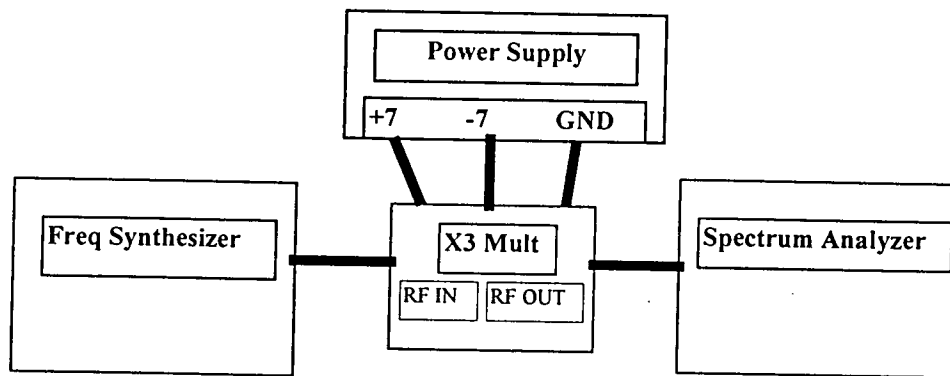 Power Supply
+7 -7 GND
Freq Synthesizer
X3 Mult
Spectrum Analyzer
RF IN RF OUT